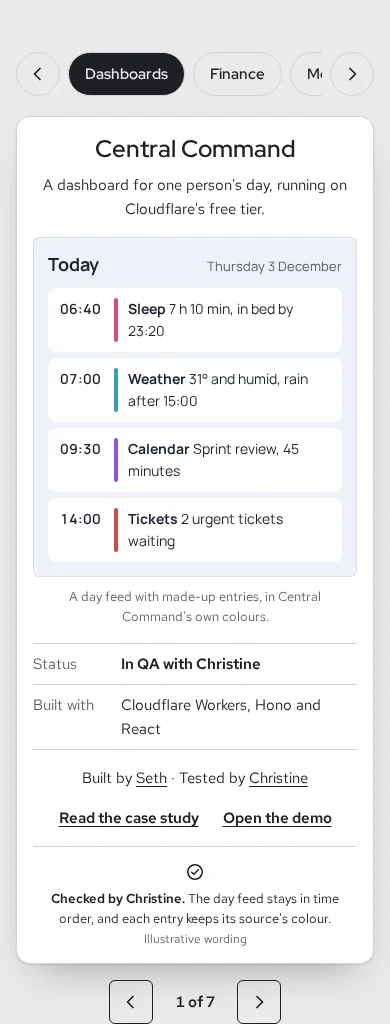 Dashboards
Finance
Central Command
A dashboard for one person's day, running on
Cloudflare's free tier.
Today
Thursday 3 December
06:40
Sleep 7 h 10 min, in bed by
23:20
07:00
Weather 31° and humid, rain
after 15:00
09:30
Calendar Sprint review, 45
minutes
14:00
Tickets 2 urgent tickets
waiting
A day feed with made-up entries, in Central
Command's own colours.
Status
In QA with Christine
Built with
Cloudflare Workers, Hono and
React
Built by Seth · Tested by Christine
Read the case study
Open the demo
Checked by Christine. The day feed stays in time
order, and each entry keeps its source's colour.
Illustrative wording
1 of 7